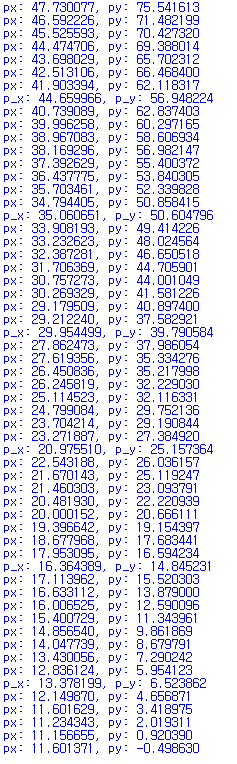 px: 47.730077, py: 75.541613
px: 46.592226, py: 71.482199
px: 45.525593, py: 70.427320
px: 44.474706, py: 69.388014
px: 43.698029, py: 65.702312
px: 42.513106, py: 66.468400
px: 41.903394, py: 62.118317
p_x: 44.659966, p_y: 56.948224
px: 40.739089, py: 62.837403
px: 39.996258, py: 60.297165
px: 38.967083, py: 58.606934
px: 38.169296, py: 56.982147
px: 37.392629, py: 55.400372
px: 36.437775, py: 53.840305
px: 35.703461, py: 52.339828
px: 34.794405, py: 50.858415
p_x: 35.060651, p_y: 50.604796
px: 33.908193, py: 49.414226
px: 33.232623, py: 48.024564
px: 32.387281, py: 46.650518
px: 31.706369, py: 44.705901
px: 30.757273, py: 44.001049
px: 30.269329, py: 41.581226
px: 29.179509, py: 40.897400
px: 29.212240, py: 37.582921
p_x: 29.954499, p_y: 39.790584
px: 27.862473, py: 37.986054
px: 27.619356, py: 35.334276
px: 26.450836, py: 35.217998
px: 26.245819, py: 32.229030
px: 25.114523, py: 32.116331
px: 24.799084, py: 29.752136
px: 23.704214, py: 29.190844
px: 23.271887, py: 27.384920
p_x: 20.975510, p_y: 25.157364
px: 22.543188, py: 26.036157
px: 21.670143, py: 25.119247
px: 21.460303, py: 23.093791
px: 20.481930, py: 22.220939
px: 20.000152, py: 20.666111
px: 19.396642, py: 19.154397
px: 18.677968, py: 17.683441
px: 17.953095, py: 16.594234
p_x: 16.364389, p_y: 14.845231
px: 17.113962, py: 15.520303
px: 16.633112, py: 13.879000
px: 16.006525, py: 12.590096
px: 15.400729, py: 11.343961
px: 14.856540, py: 9.861869
px: 14.047739, py: 8.679791
px: 13.430056, py: 7.290242
px: 12.836124, py: 5.954123
p_x: 13.378199, p_y: 6.523862
px: 12.149870, py: 4.656871
px: 11.601629, py: 3.418975
px: 11.234343, py: 2.019311
px: 11.156655, py: 0.920390
px: 11.601371, py: -0.498630